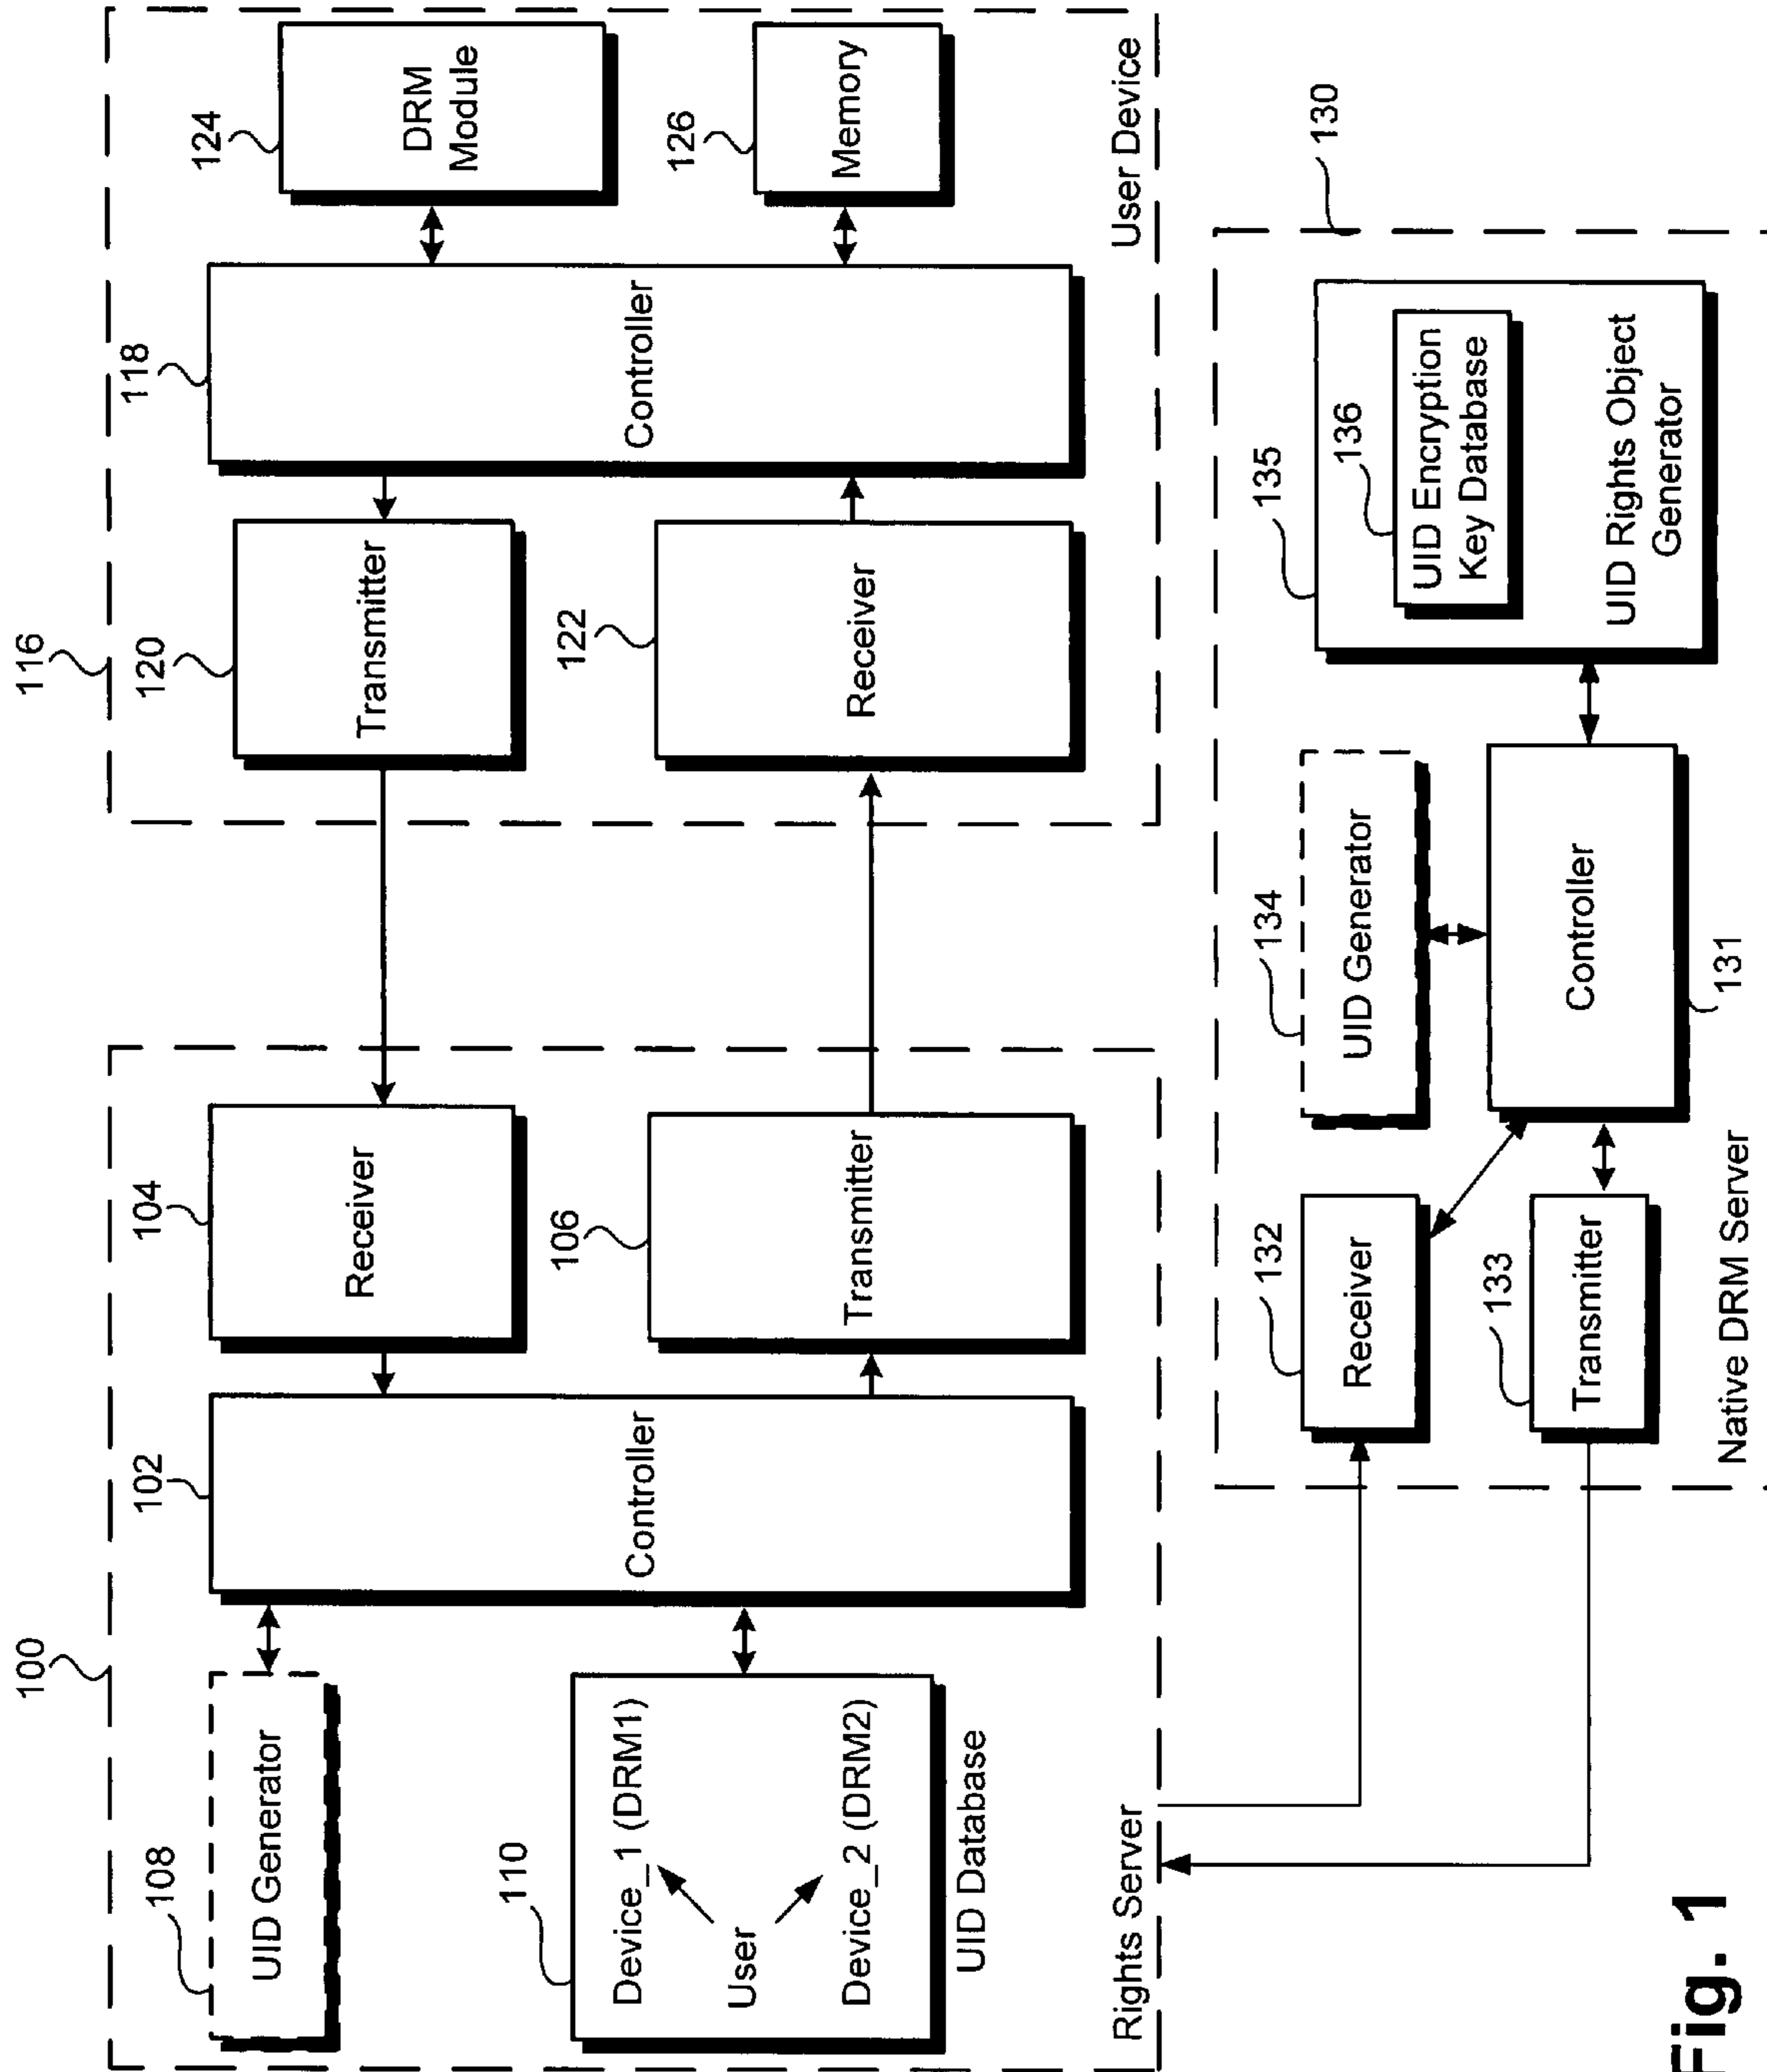 100
108
UID Generator
110
Device_1 (DRM1)
User
Device_2 (DRM2)
UID Database
Rights Server
102
Controller
104
Receiver
106
Transmitter
116
120
Transmitter
122
Receiver
118
Controller
124
DRM
Module
126
Memory
User Device
130
132
Receiver
133
Transmitter
Native DRM Server
134
UID Generator
Controller
131
135
136
UID Encryption
Key Database
UID Rights Object
Generator
Fig. 1